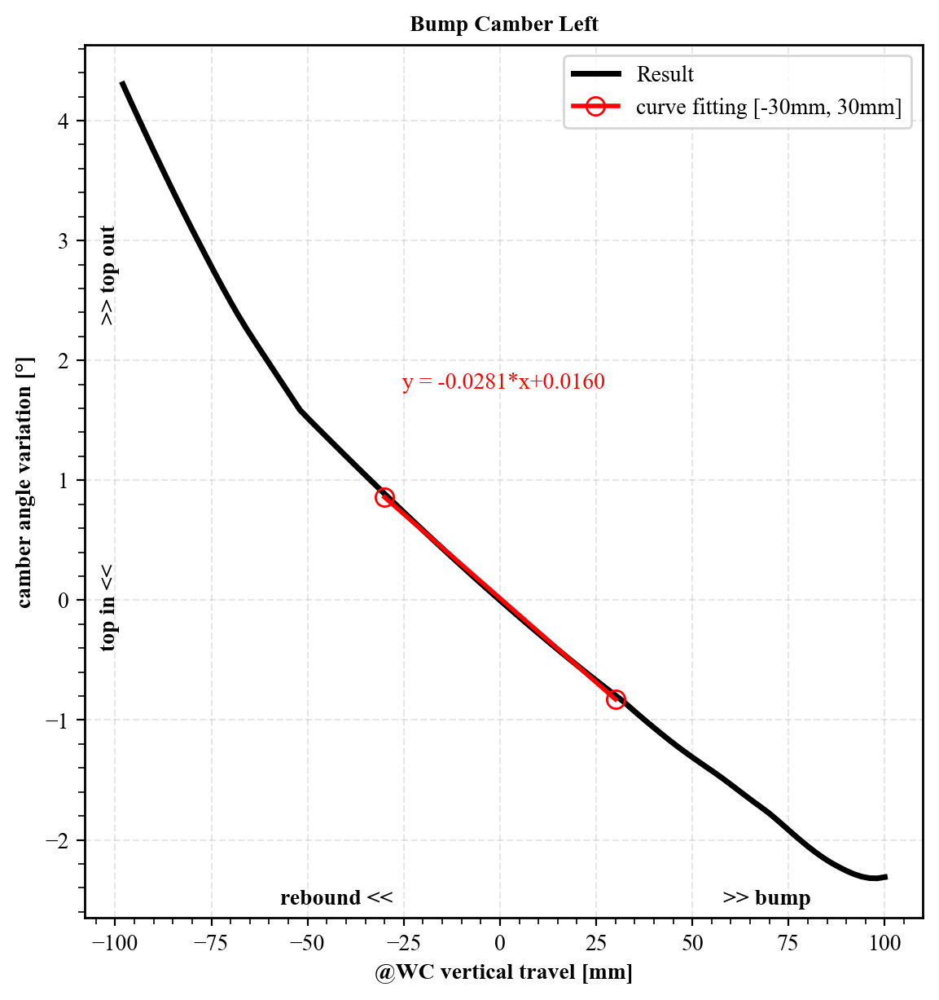 Bump Camber Left
Result
curve fitting [-30mm, 30mm]
4
3
2
1
0
−1
−2
camber angle variation [°]
>> top out
top in <<
y = -0.0281*x+0.0160
rebound <<
>> bump
−100
−75
−50
−25
0
25
50
75
100
@WC vertical travel [mm]